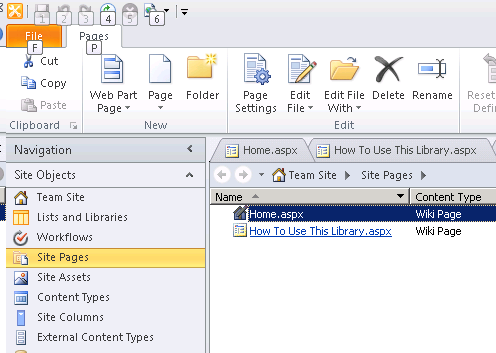 1 2 3 4 5 6
File Pages
F P
Cut
Copy
Paste
Clipboard
Web Part Page
Page
Folder
New
Page Settings
Edit File
Edit File With
Delete
Rename
Edit
Reset
Navigation
Site Objects
Team Site
Lists and Libraries
Workflows
Site Pages
Site Assets
Content Types
Site Columns
External Content Types
Home.aspx How To Use This Library.aspx
Team Site Site Pages
Name Content Type
Home.aspx Wiki Page
How To Use This Library.aspx Wiki Page